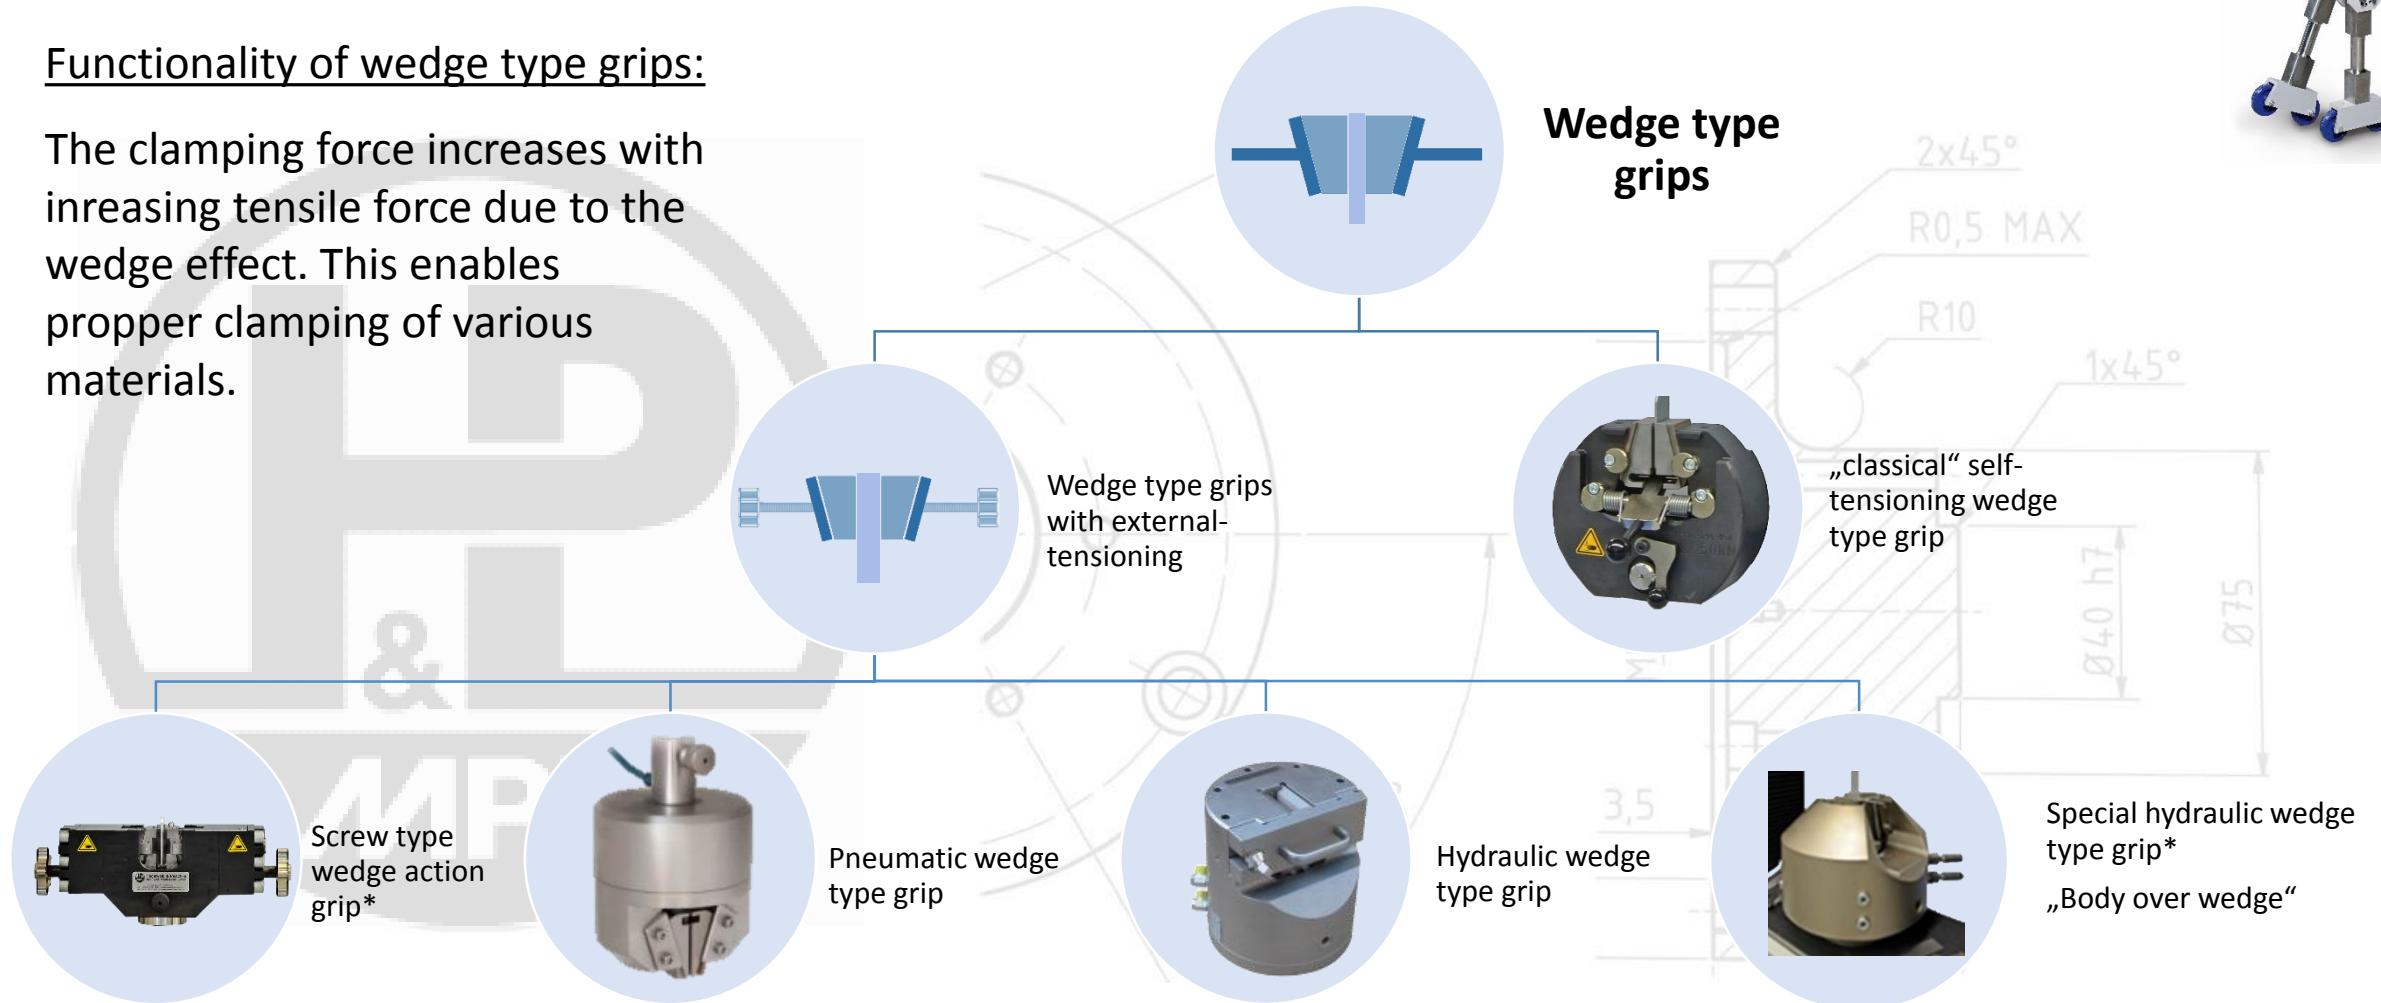 Functionality of wedge type grips:
The clamping force increases with
inreasing tensile force due to the
wedge effect. This enables
propper clamping of various
materials.
Wedge type
grips
2x45°
R0,5 MAX
R10
1x45°
Wedge type grips
with external-
tensioning
„classical“ self-
tensioning wedge
type grip
Ø40 h7
Ø75
3,5
H&P
Screw type
wedge action
grip*
Pneumatic wedge
type grip
Hydraulic wedge
type grip
Special hydraulic wedge
type grip*
„Body over wedge“